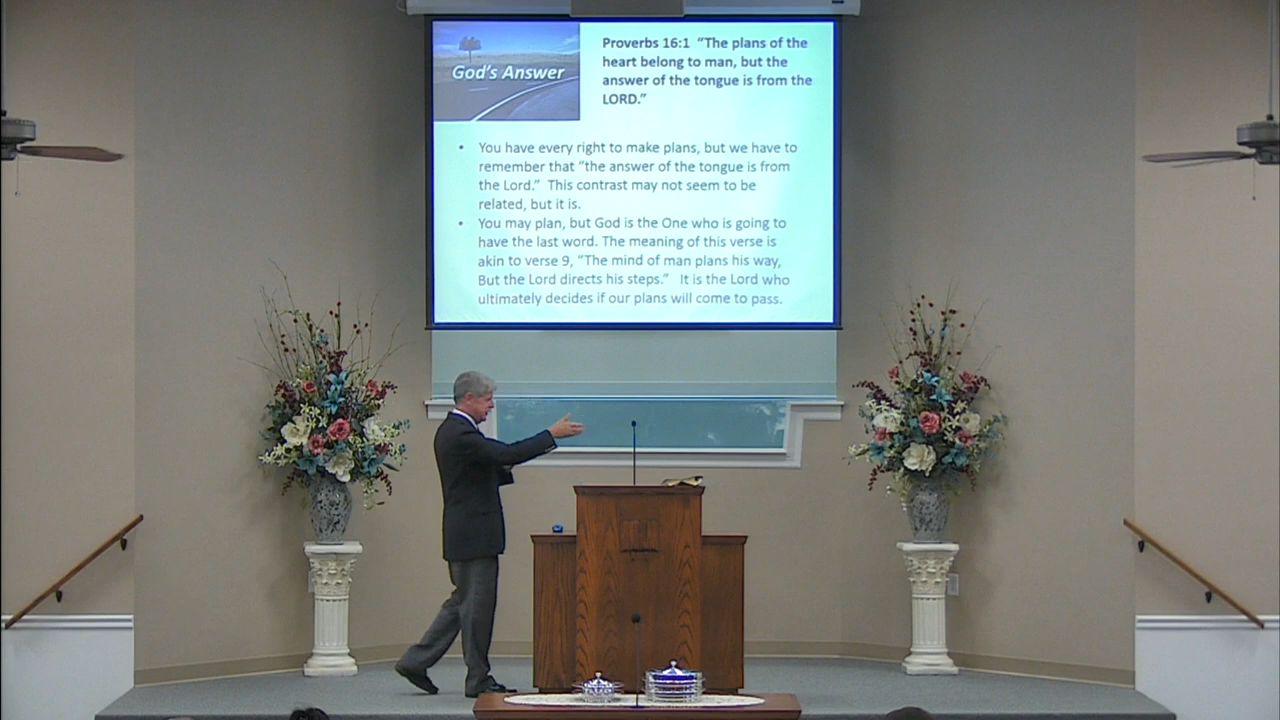 God's Answer
Proverbs 16:1 "The plans of the
heart belong to man, but the
answer of the tongue is from the
LORD."
• You have every right to make plans, but we have to
remember that "the answer of the tongue is from
the Lord." This contrast may not seem to be
related, but it is.
• You may plan, but God is the One who is going to
have the last word. The meaning of this verse is
akin to verse 9, "The mind of man plans his way,
But the Lord directs his steps." It is the Lord who
ultimately decides if our plans will come to pass.